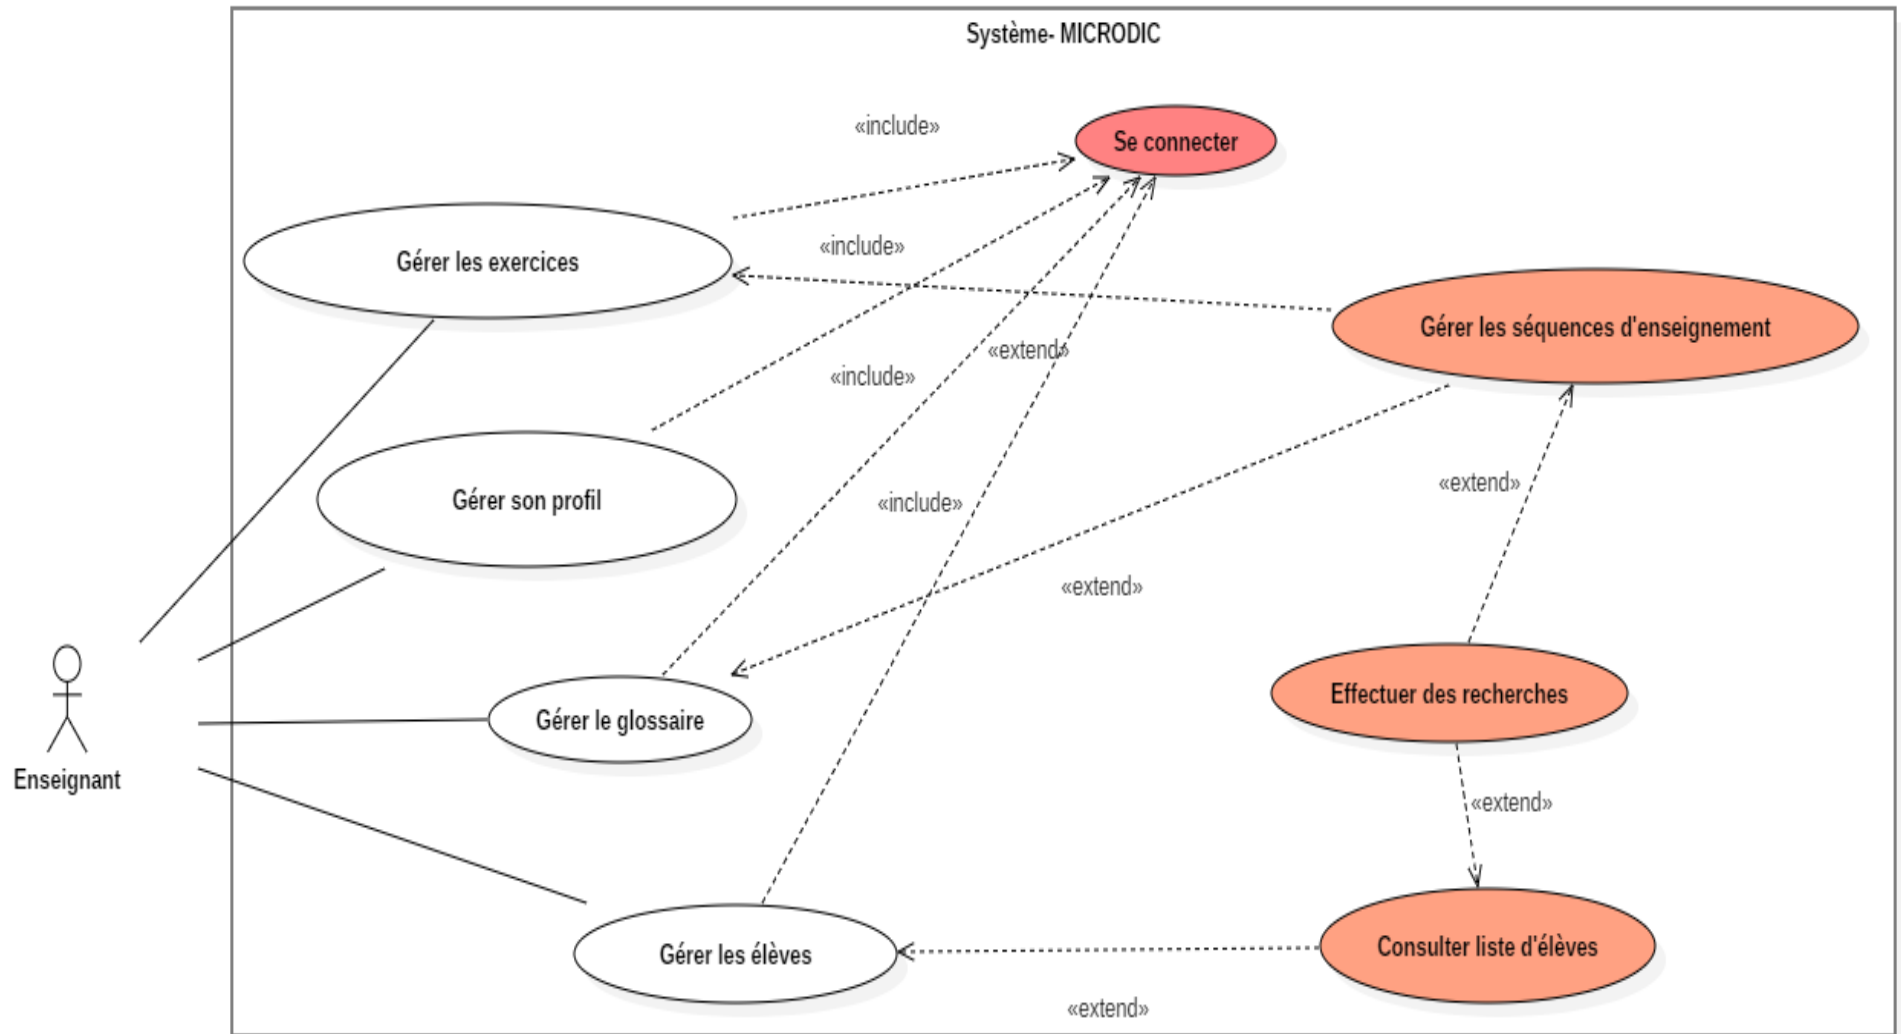 Système- MICRODIC
«include»
Se connecter
«include»
Gérer les exercices
Gérer les séquences d'enseignement
«extend»
«include»
«extend»
Gérer son profil
«include»
«extend»
Effectuer des recherches
Gérer le glossaire
Enseignant
«extend»
Consulter liste d'élèves
Gérer les élèves
«extend»